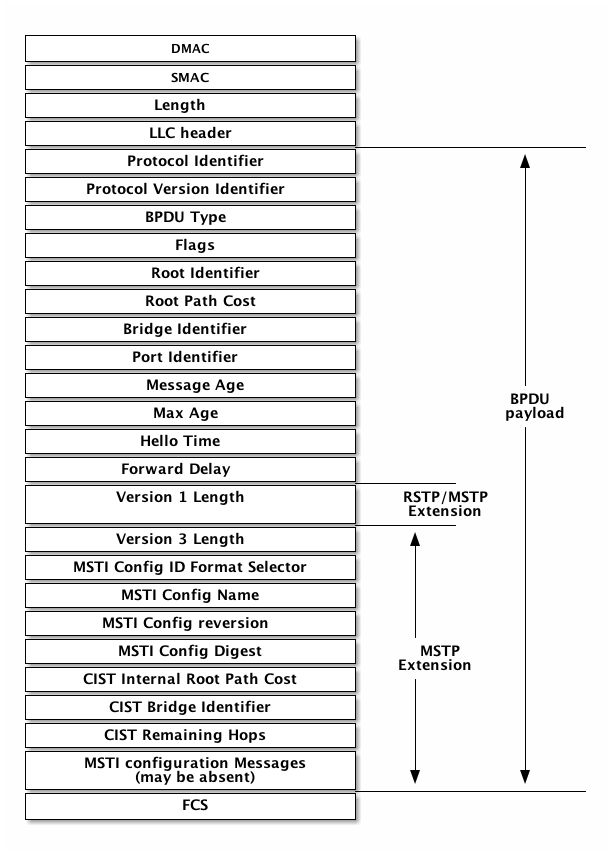 DMAC
SMAC
Length
LLC header
Protocol Identifier
Protocol Version Identifier
BPDU Type
Flags
Root Identifier
Root Path Cost
Bridge Identifier
Port Identifier
Message Age
Max Age
Hello Time
Forward Delay
Version 1 Length
Version 3 Length
MSTI Config ID Format Selector
MSTI Config Name
MSTI Config reversion
MSTI Config Digest
CIST Internal Root Path Cost
CIST Bridge Identifier
CIST Remaining Hops
MSTI configuration Messages
(may be absent)
FCS
BPDU
payload
RSTP/MSTP
Extension
MSTP
Extension